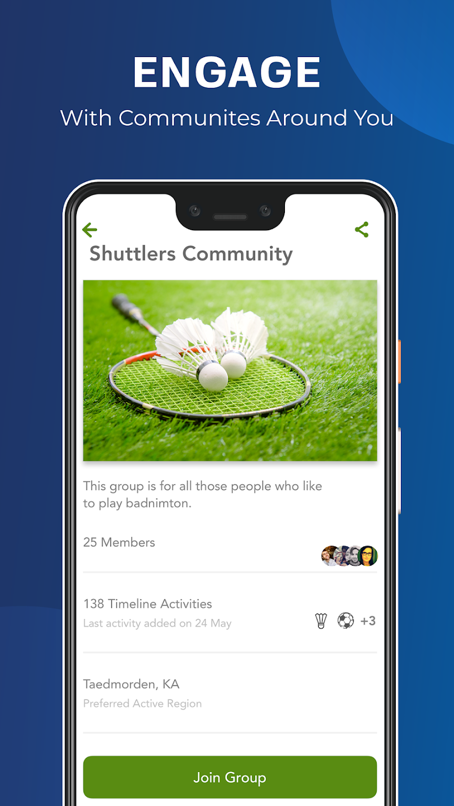 ENGAGE
With Communites Around You
Shuttlers Community
This group is for all those people who like
to play badnimton.
25 Members
138 Timeline Activities
Last activity added on 24 May
+3
Taedmorden, KA
Preferred Active Region
Join Group